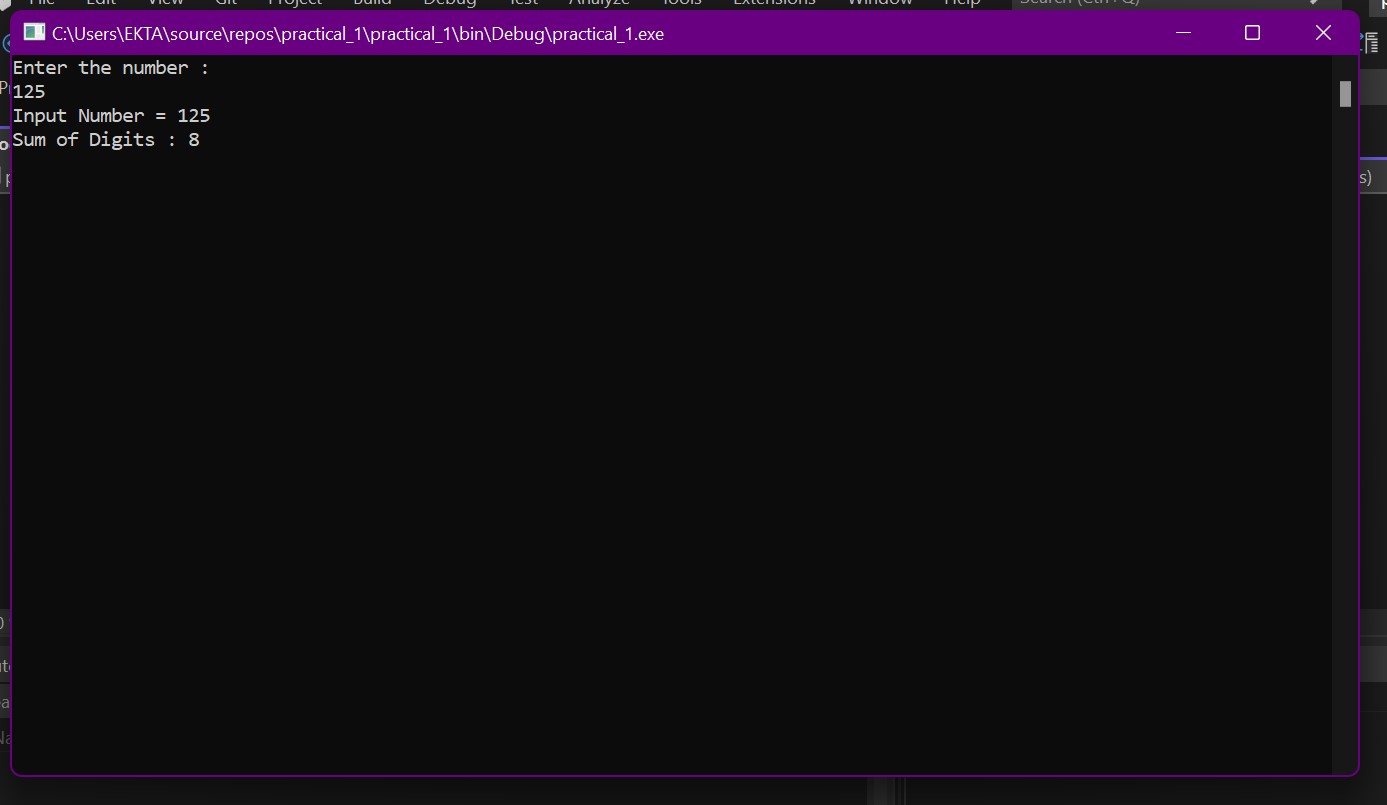 File Edit View Git Project Build Debug Test Analyze Tools Extensions Window Help Search (Ctrl+Q)
C:\Users\EKTA\source\repos\practical_1\practical_1\bin\Debug\practical_1.exe
Enter the number :
125
Input Number = 125
Sum of Digits : 8